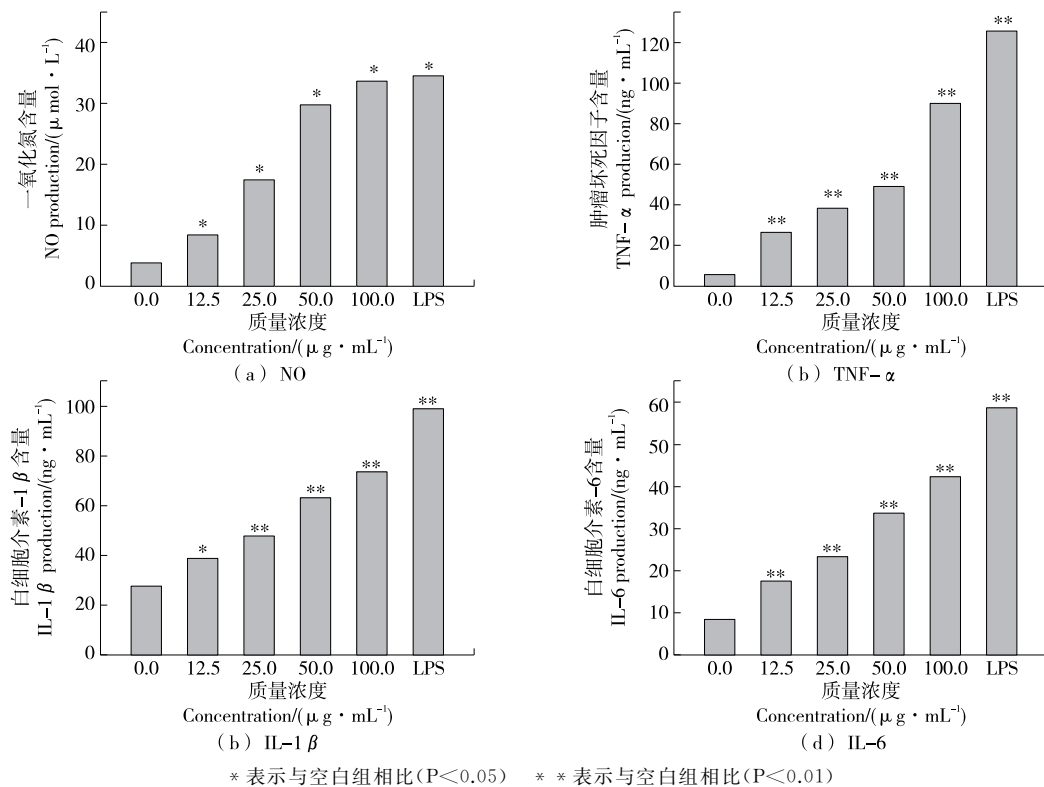 40
30
20
10
0
一氧化氮含量
NO production/(μmol·L⁻¹)
*
*
*
*
*
0.0 12.5 25.0 50.0 100.0 LPS
质量浓度
Concentration/(μg·mL⁻¹)
(a) NO
120
100
80
60
40
20
0
肿瘤坏死因子含量
TNF-α producion/(ng·mL⁻¹)
**
**
**
**
**
0.0 12.5 25.0 50.0 100.0 LPS
质量浓度
Concentration/(μg·mL⁻¹)
(b) TNF-α
100
80
60
40
20
0
白细胞介素-1β含量
IL-1β production/(ng·mL⁻¹)
*
**
**
**
**
0.0 12.5 25.0 50.0 100.0 LPS
质量浓度
Concentration/(μg·mL⁻¹)
(b) IL-1β
60
50
40
30
20
10
0
白细胞介素-6含量
IL-6 production/(ng·mL⁻¹)
**
**
**
**
**
0.0 12.5 25.0 50.0 100.0 LPS
质量浓度
Concentration/(μg·mL⁻¹)
(d) IL-6
*表示与空白组相比(P<0.05) **表示与空白组相比(P<0.01)